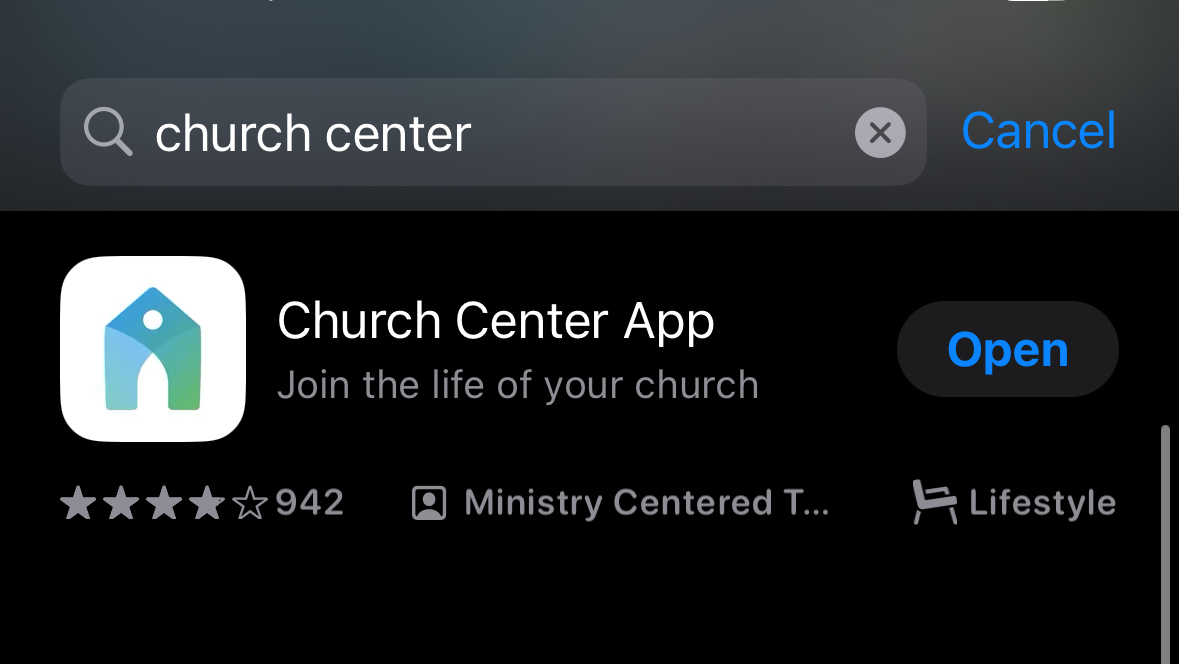 church center
Cancel
Church Center App
Join the life of your church
Open
942
Ministry Centered T...
Lifestyle